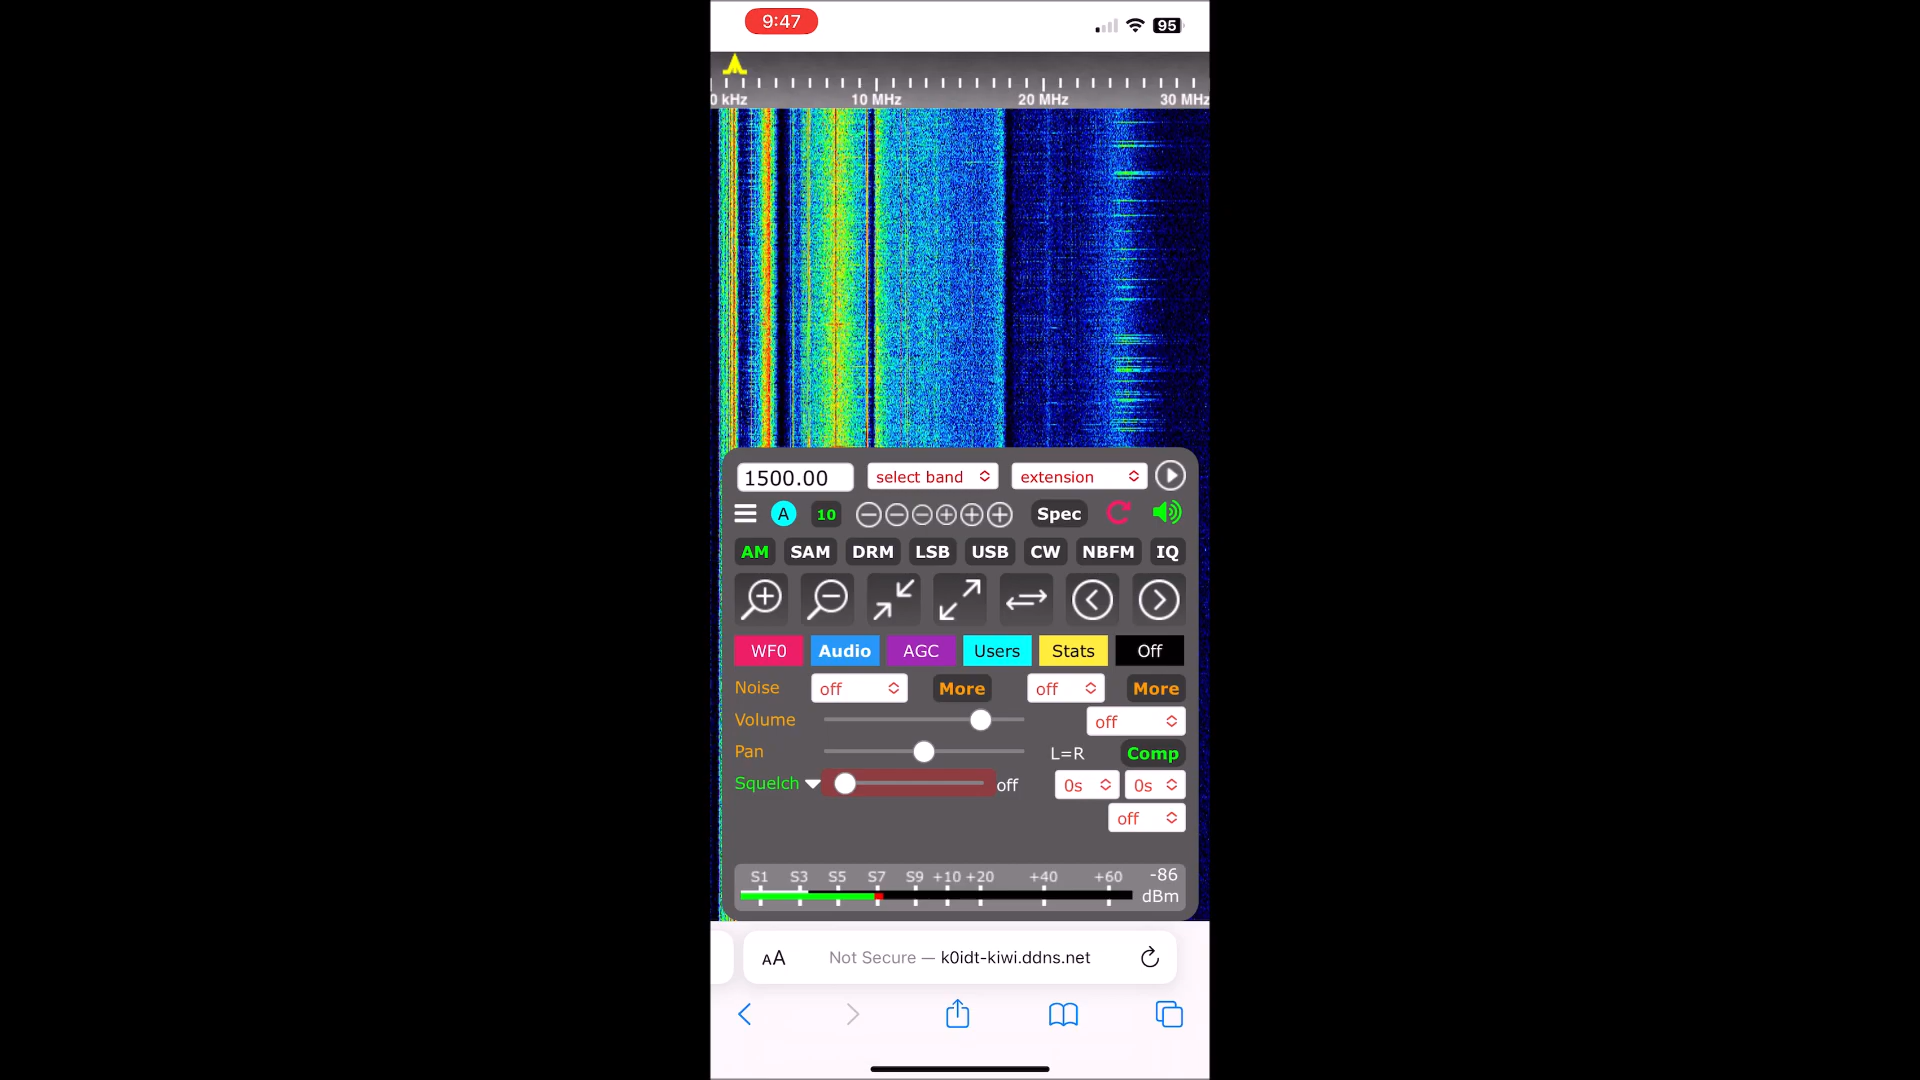 9:47 95
0 kHz 10 MHz 20 MHz 30 MHz
1500.00 select band extension
A 10 Spec
AM SAM DRM LSB USB CW NBFM IQ
WF0 Audio AGC Users Stats Off
Noise off More off More
Volume off
Pan L=R Comp
Squelch off 0s 0s
off
S1 S3 S5 S7 S9 +10 +20 +40 +60 -86
dBm
AA Not Secure — k0idt-kiwi.ddns.net